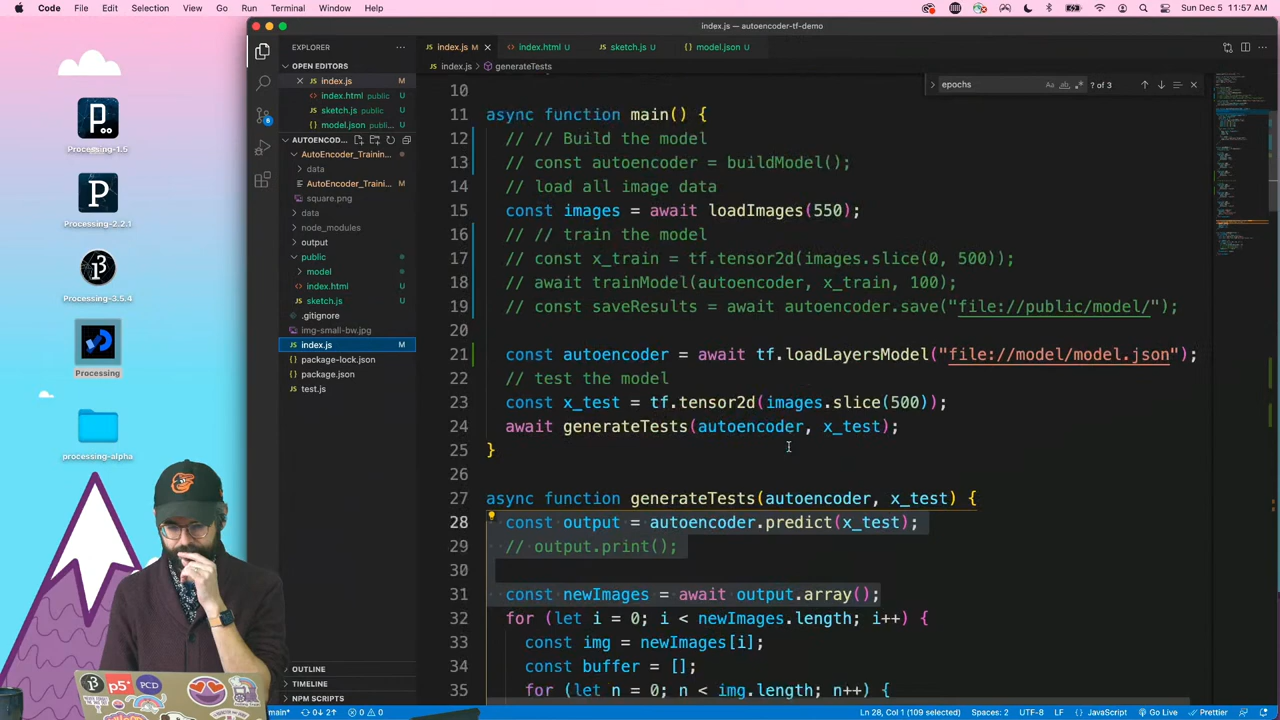 Code File Edit Selection View Go Run Terminal Window Help Sun Dec 5 11:57 AM
index.js — autoencoder-tf-demo
EXPLORER
index.js M
index.html U
sketch.js U
model.json U
OPEN EDITORS
index.js > generateTests
index.js M
index.html public U
sketch.js public U
model.json publi... U
epochs
Aa
? of 3
AUTOENCOD...
AutoEncoder_Training...
data
AutoEncoder_Traini... M
square.png
data
node_modules
output
public
model
index.html U
sketch.js U
.gitignore
img-small-bw.jpg
index.js M
package-lock.json
package.json M
test.js
OUTLINE
TIMELINE
NPM SCRIPTS
10
11 async function main() {
12 // // Build the model
13 // const autoencoder = buildModel();
14 // load all image data
15 const images = await loadImages(550);
16 // // train the model
17 // const x_train = tf.tensor2d(images.slice(0, 500));
18 // await trainModel(autoencoder, x_train, 100);
19 // const saveResults = await autoencoder.save("file://public/model/");
20
21 const autoencoder = await tf.loadLayersModel("file://model/model.json");
22 // test the model
23 const x_test = tf.tensor2d(images.slice(500));
24 await generateTests(autoencoder, x_test);
25 }
26
27 async function generateTests(autoencoder, x_test) {
28 const output = autoencoder.predict(x_test);
29 // output.print();
30
31 const newImages = await output.array();
32 for (let i = 0; i < newImages.length; i++) {
33 const img = newImages[i];
34 const buffer = [];
35 for (let n = 0; n < img.length; n++) {
Processing-1.5
Processing-2.2.1
Processing-3.5.4
Processing
processing-alpha
p5*
PCD
main* 0↓ 2↑ 0 0 Ln 28, Col 1 (109 selected) Spaces: 2 UTF-8 LF JavaScript Go Live Prettier